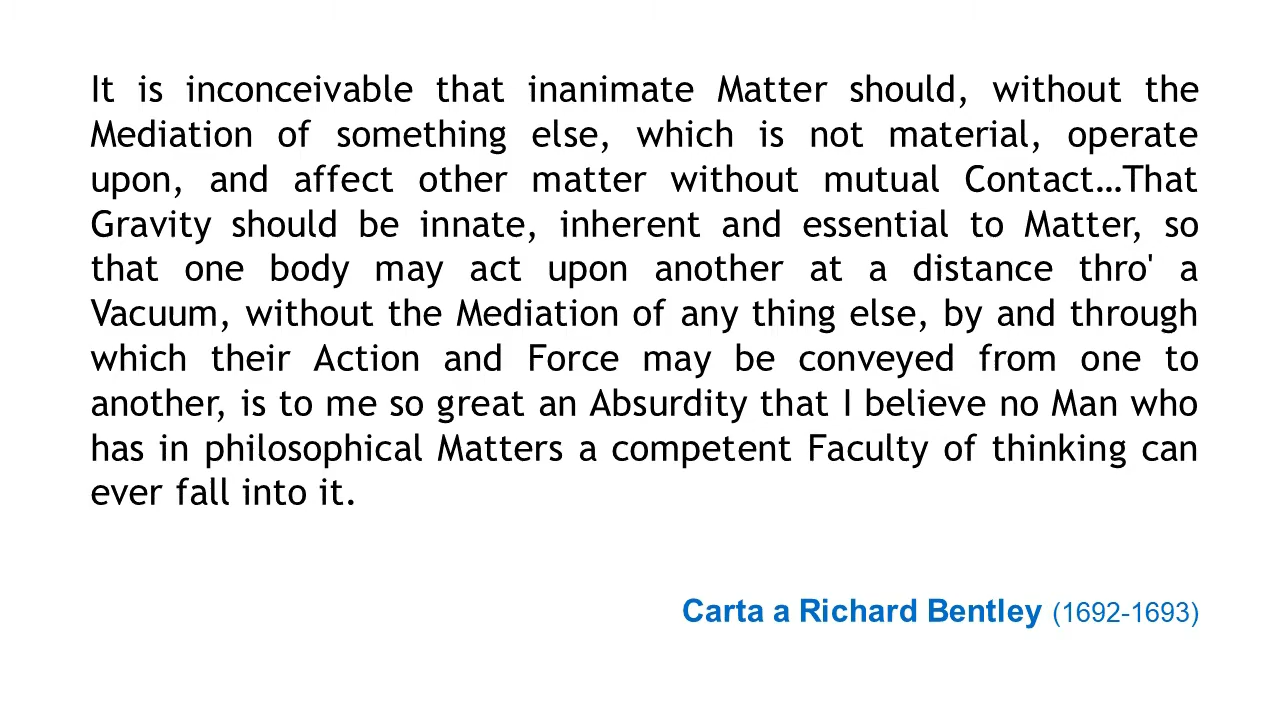 It is inconceivable that inanimate Matter should, without the
Mediation of something else, which is not material, operate
upon, and affect other matter without mutual Contact…That
Gravity should be innate, inherent and essential to Matter, so
that one body may act upon another at a distance thro' a
Vacuum, without the Mediation of any thing else, by and through
which their Action and Force may be conveyed from one to
another, is to me so great an Absurdity that I believe no Man who
has in philosophical Matters a competent Faculty of thinking can
ever fall into it.
Carta a Richard Bentley (1692-1693)